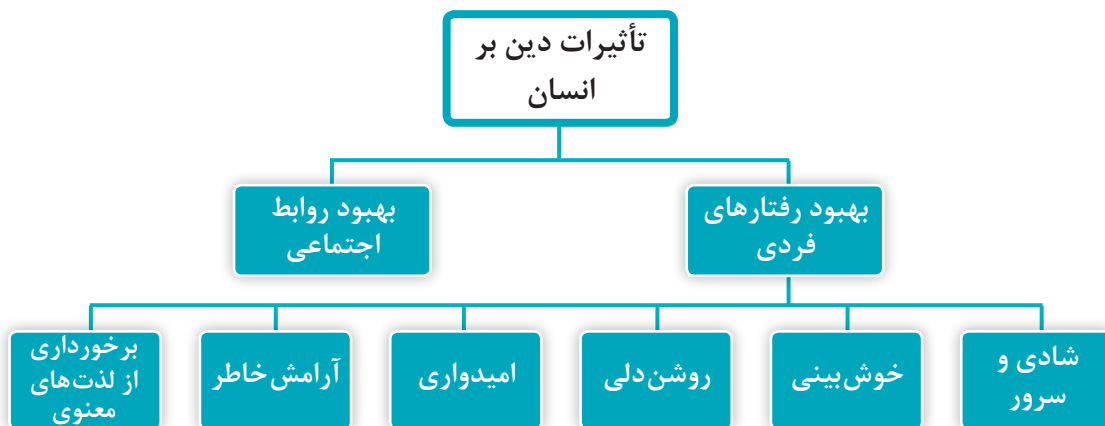 تأثیرات دین بر
انسان
بهبود رفتارهای
فردی
بهبود روابط
اجتماعی
شادی و
سرور
خوش‌بینی
روشن‌دلی
امیدواری
آرامش‌خاطر
برخورداری
از لذت‌های
معنوی